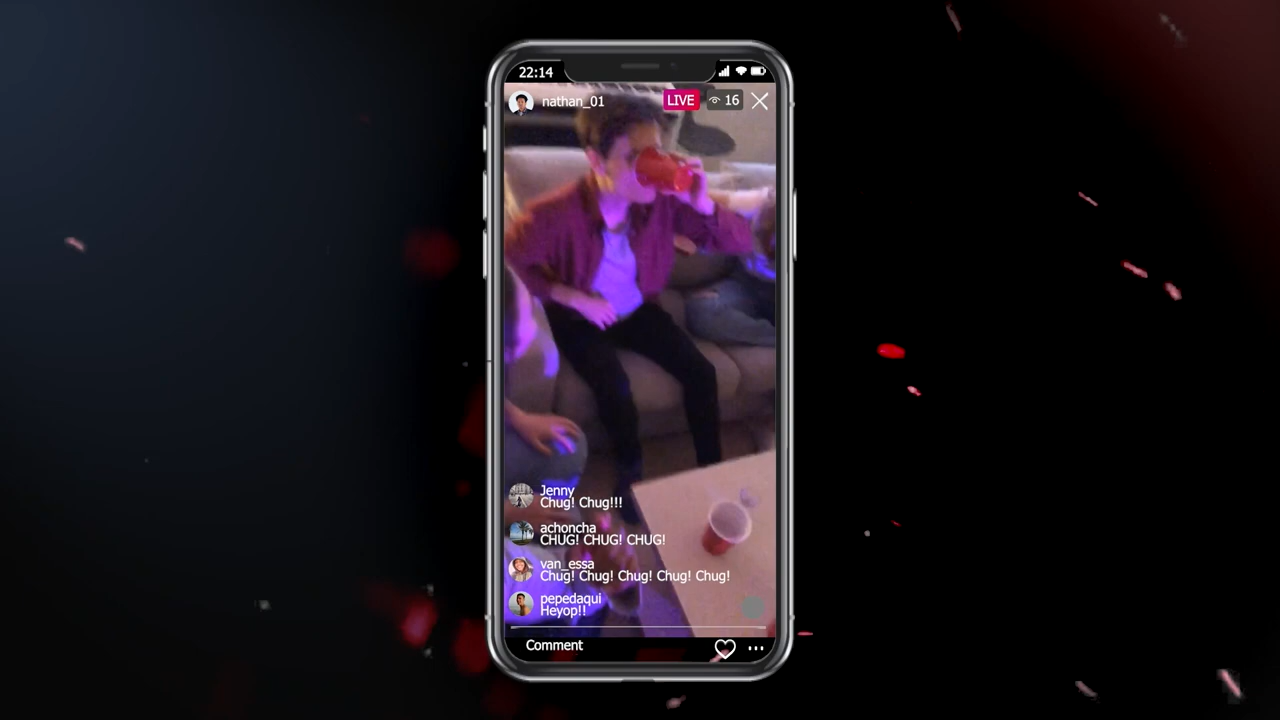 22:14
nathan_01
LIVE
16
Jenny
Chug! Chug!!!
achoncha
CHUG! CHUG! CHUG!
van_essa
Chug! Chug! Chug! Chug! Chug!
pepedaqui
Heyop!!
Comment